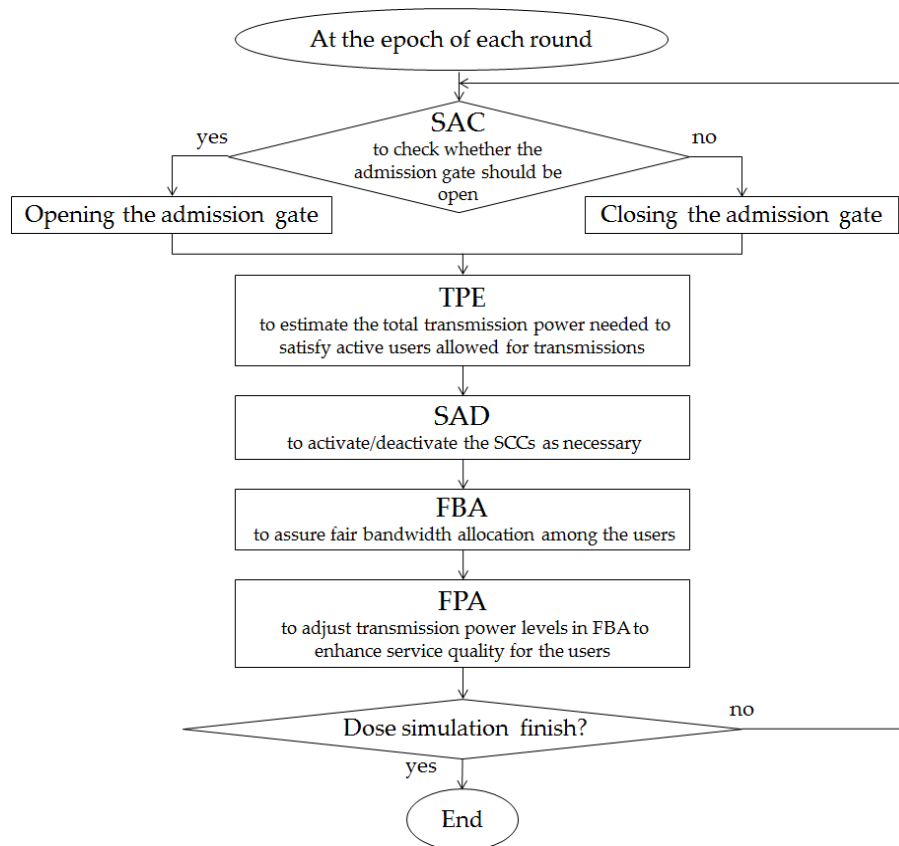 At the epoch of each round
SAC
to check whether the
admission gate should be
open
yes
no
Opening the admission gate
Closing the admission gate
TPE
to estimate the total transmission power needed to
satisfy active users allowed for transmissions
SAD
to activate/deactivate the SCCs as necessary
FBA
to assure fair bandwidth allocation among the users
FPA
to adjust transmission power levels in FBA to
enhance service quality for the users
Dose simulation finish?
no
yes
End